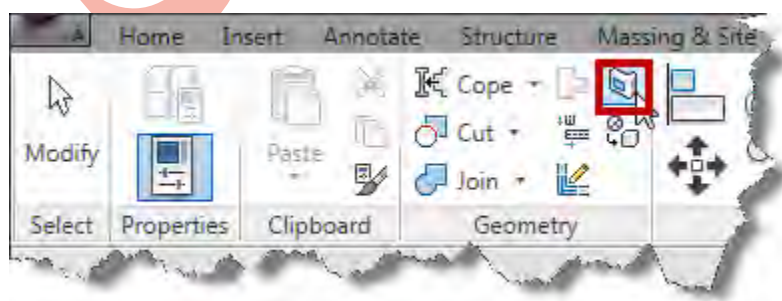 Home Insert Annotate Structure Massing & Site
Modify
Paste
Cope
Cut
Join
Select Properties Clipboard Geometry